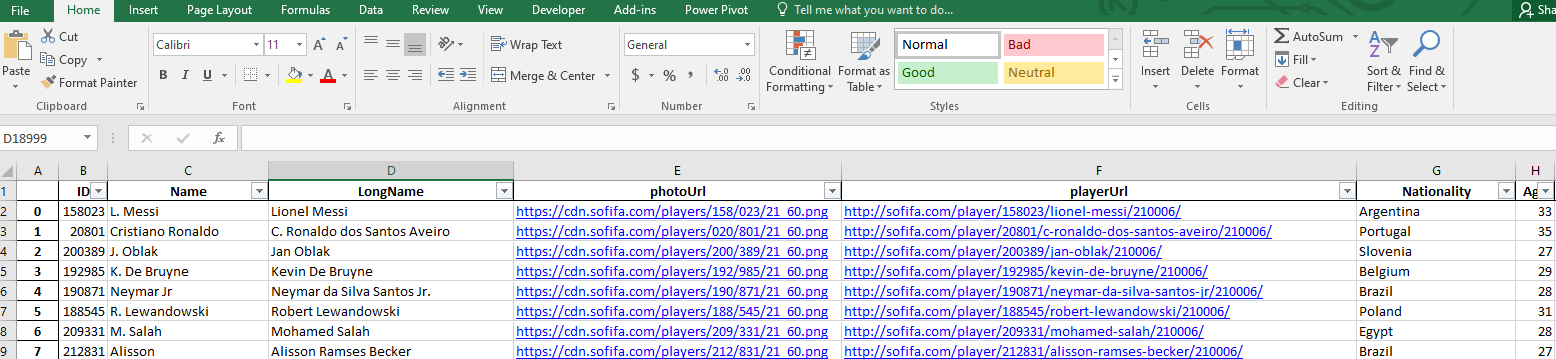 File Home Insert Page Layout Formulas Data Review View Developer Add-ins Power Pivot Tell me what you want to do... Sha
Cut
Copy
Format Painter
Paste
Clipboard
Calibri 11
B I U
Font
Wrap Text
Merge & Center
Alignment
General
$ % ,
Number
Conditional Formatting
Format as Table
Normal Bad
Good Neutral
Styles
Insert Delete Format
Cells
AutoSum
Fill
Clear
Sort & Filter
Find & Select
Editing
D18999 fx
A B C D E F G H
1 ID Name LongName photoUrl playerUrl Nationality Ag
2 0 158023 L. Messi Lionel Messi https://cdn.sofifa.com/players/158/023/21_60.png http://sofifa.com/player/158023/lionel-messi/210006/ Argentina 33
3 1 20801 Cristiano Ronaldo C. Ronaldo dos Santos Aveiro https://cdn.sofifa.com/players/020/801/21_60.png http://sofifa.com/player/20801/c-ronaldo-dos-santos-aveiro/210006/ Portugal 35
4 2 200389 J. Oblak Jan Oblak https://cdn.sofifa.com/players/200/389/21_60.png http://sofifa.com/player/200389/jan-oblak/210006/ Slovenia 27
5 3 192985 K. De Bruyne Kevin De Bruyne https://cdn.sofifa.com/players/192/985/21_60.png http://sofifa.com/player/192985/kevin-de-bruyne/210006/ Belgium 29
6 4 190871 Neymar Jr Neymar da Silva Santos Jr. https://cdn.sofifa.com/players/190/871/21_60.png http://sofifa.com/player/190871/neymar-da-silva-santos-jr/210006/ Brazil 28
7 5 188545 R. Lewandowski Robert Lewandowski https://cdn.sofifa.com/players/188/545/21_60.png http://sofifa.com/player/188545/robert-lewandowski/210006/ Poland 31
8 6 209331 M. Salah Mohamed Salah https://cdn.sofifa.com/players/209/331/21_60.png http://sofifa.com/player/209331/mohamed-salah/210006/ Egypt 28
9 7 212831 Alisson Alisson Ramses Becker https://cdn.sofifa.com/players/212/831/21_60.png http://sofifa.com/player/212831/alisson-ramses-becker/210006/ Brazil 27